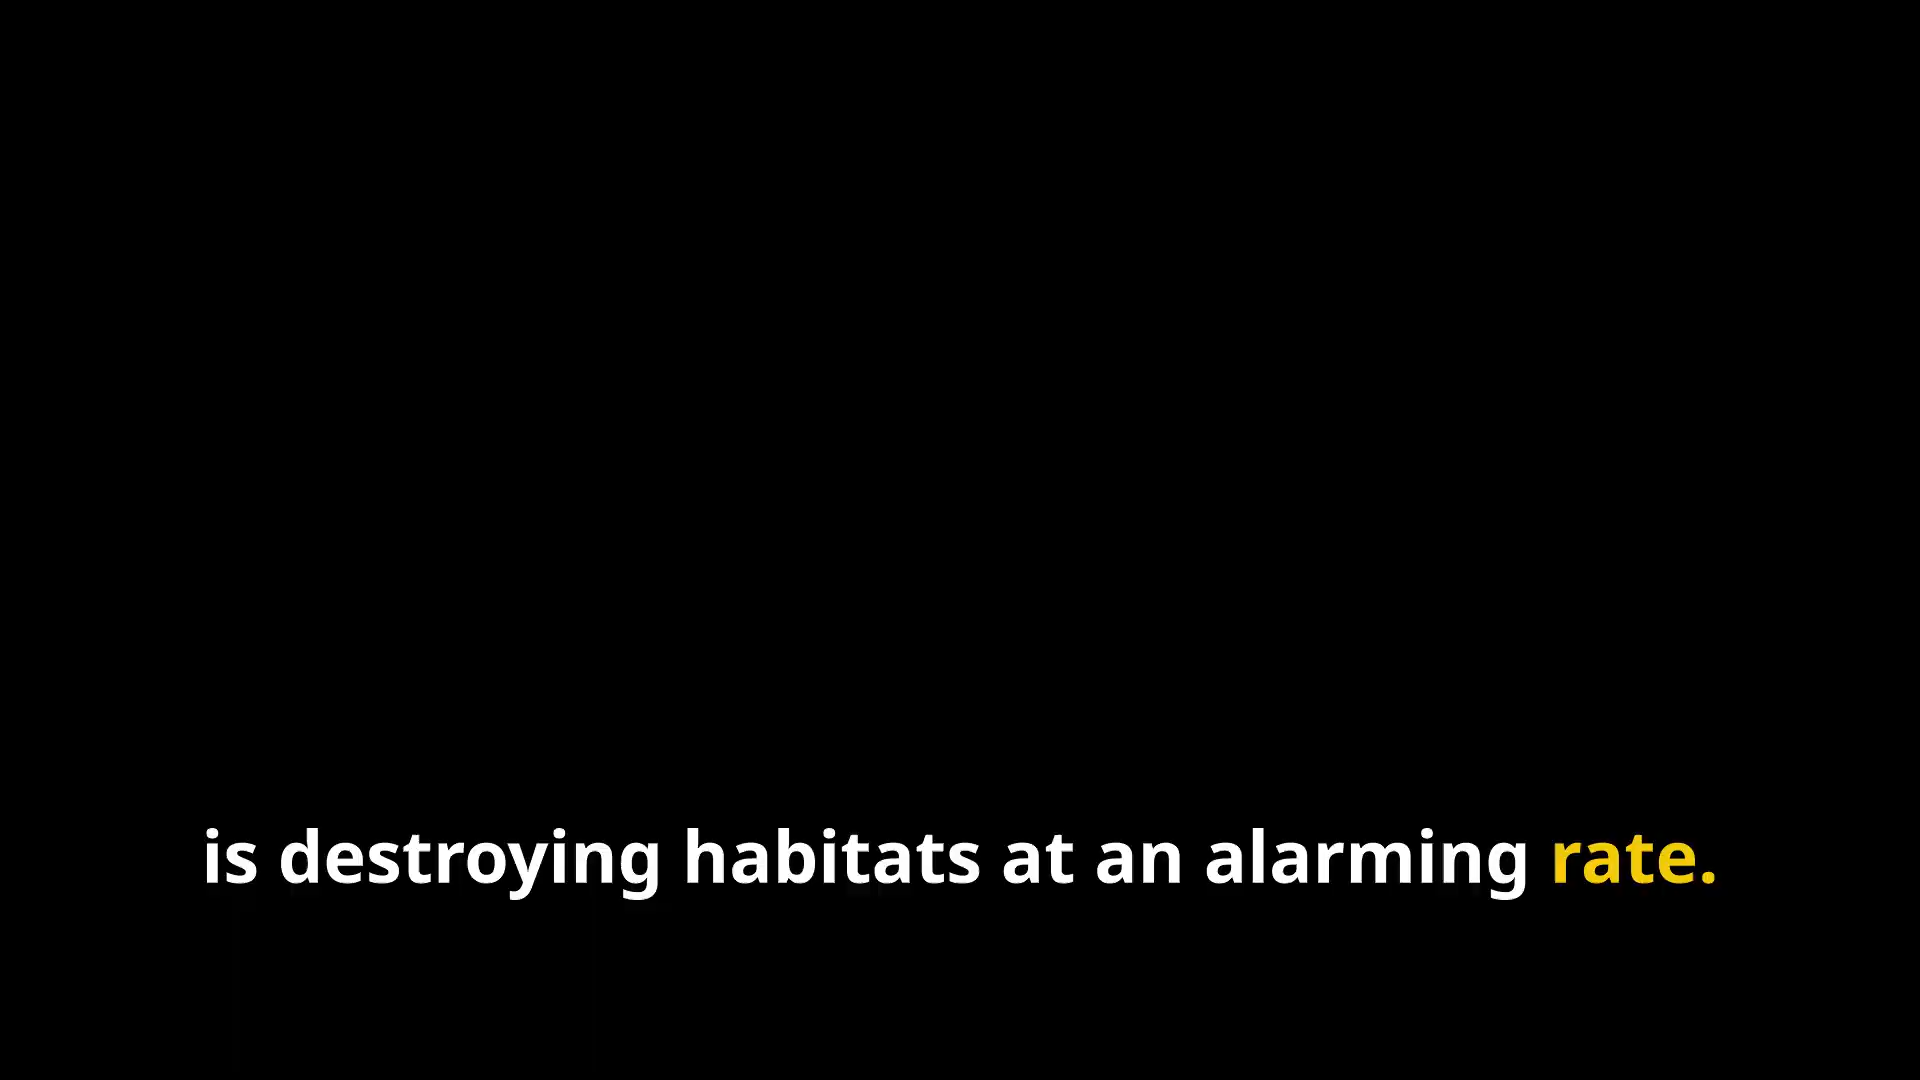 is destroying habitats at an alarming rate.